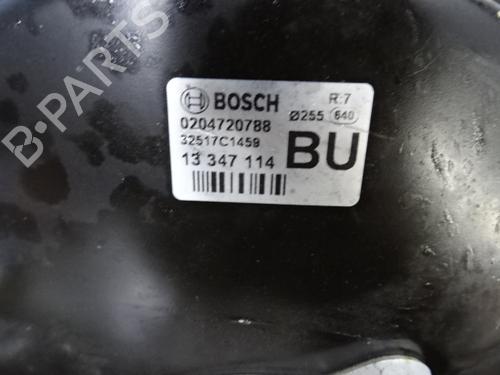 B-PARTS
BOSCH
R:7
0204720788
Ø255 640
32517C1459
13 347 114
BU